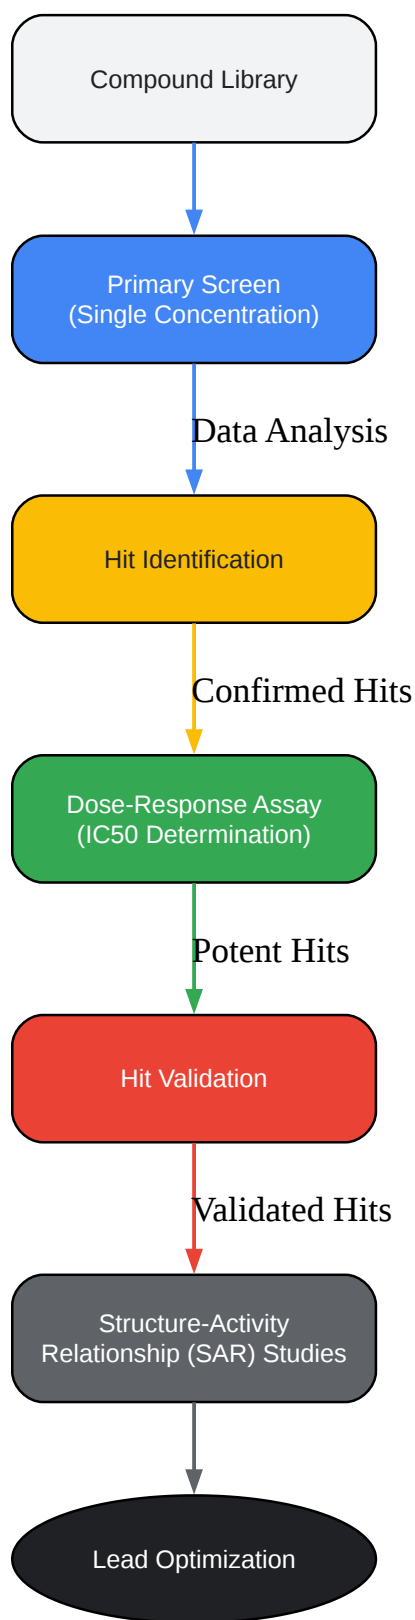 Compound Library
Primary Screen
(Single Concentration)
Data Analysis
Hit Identification
Confirmed Hits
Dose-Response Assay
(IC50 Determination)
Potent Hits
Hit Validation
Validated Hits
Structure-Activity
Relationship (SAR) Studies
Lead Optimization